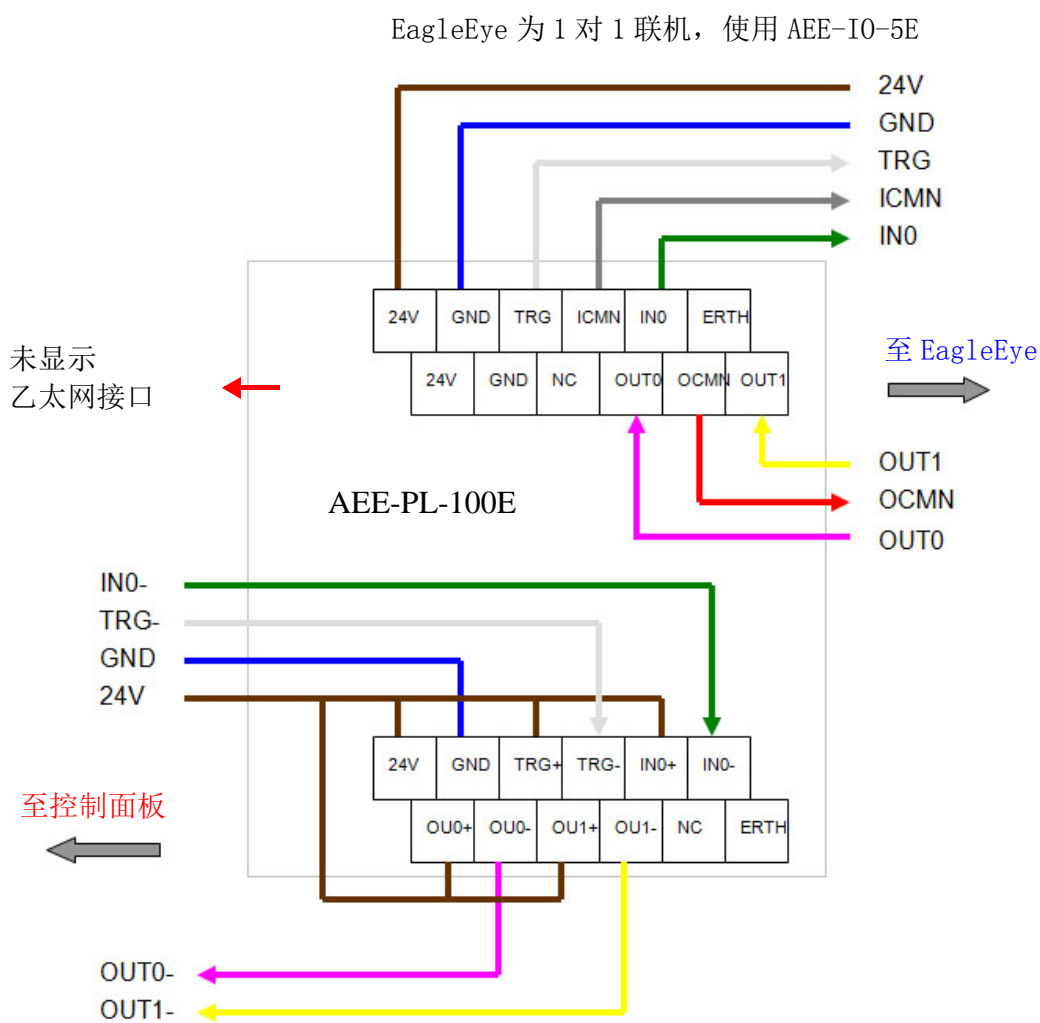 EagleEye 为 1 对 1 联机，使用 AEE-IO-5E
24V
GND
TRG
ICMN
IN0
24V GND TRG ICMN IN0 ERTH
24V GND NC OUT0 OCMN OUT1
未显示
乙太网接口
至 EagleEye
OUT1
OCMN
OUT0
AEE-PL-100E
IN0-
TRG-
GND
24V
24V GND TRG+ TRG- IN0+ IN0-
OU0+ OU0- OU1+ OU1- NC ERTH
至控制面板
OUT0-
OUT1-